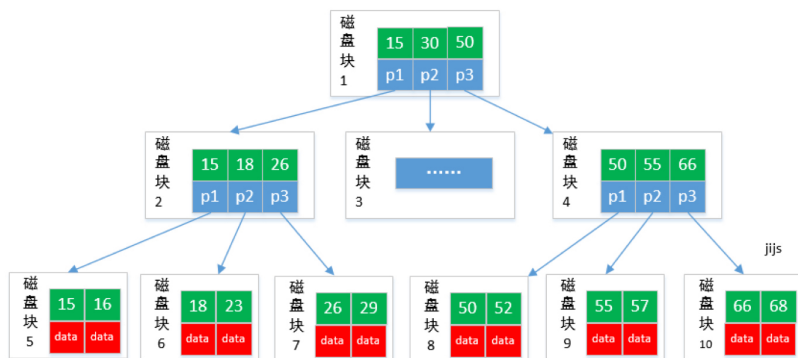 磁盘块1
15 30 50
p1 p2 p3
磁盘块2
15 18 26
p1 p2 p3
磁盘块3
······
磁盘块4
50 55 66
p1 p2 p3
jijs
磁盘块5
15 16
data data
磁盘块6
18 23
data data
磁盘块7
26 29
data data
磁盘块8
50 52
data data
磁盘块9
55 57
data data
磁盘块10
66 68
data data